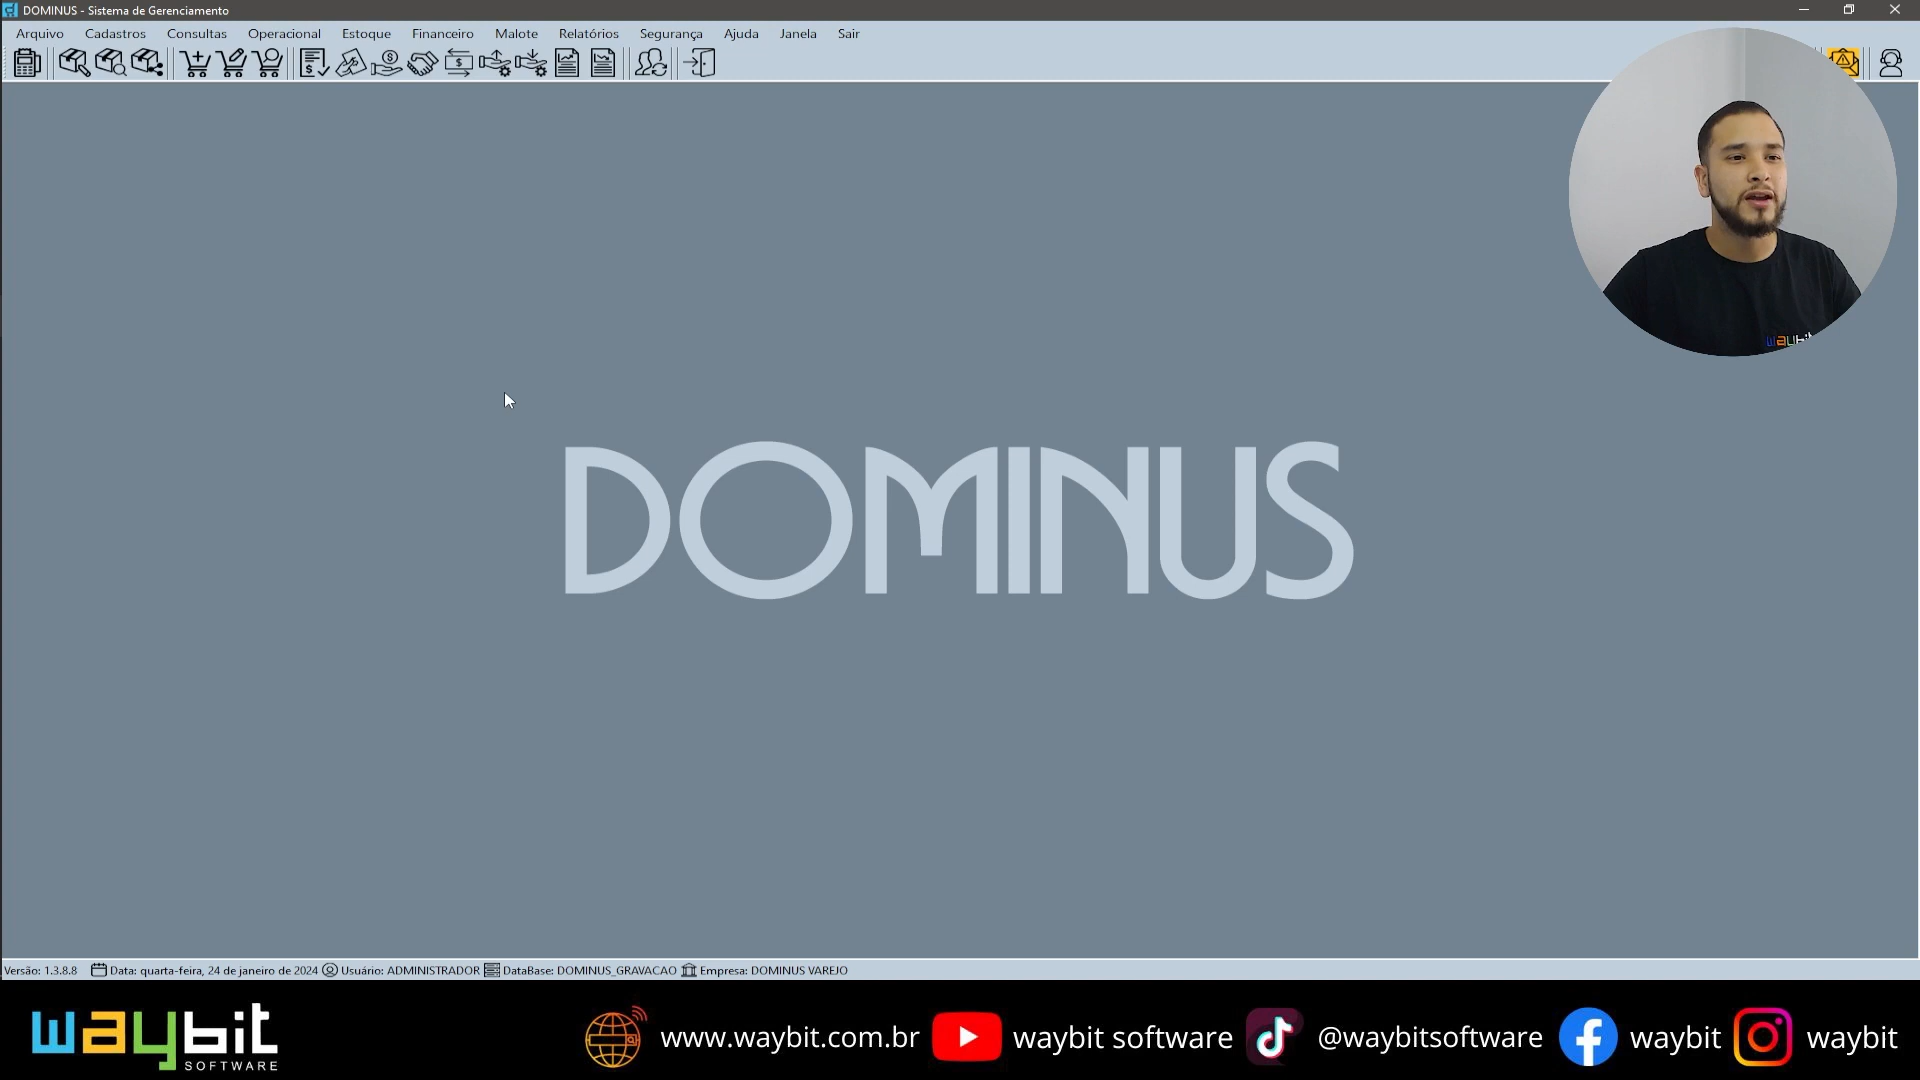 DOMINUS - Sistema de Gerenciamento
Arquivo Cadastros Consultas Operacional Estoque Financeiro Malote Relatórios Segurança Ajuda Janela Sair
waybit
DOMINUS
Versão: 1.3.8.8 Data: quarta-feira, 24 de janeiro de 2024 Usuário: ADMINISTRADOR DataBase: DOMINUS_GRAVACAO Empresa: DOMINUS VAREJO
waybit
SOFTWARE
www.waybit.com.br waybit software @waybitsoftware waybit waybit